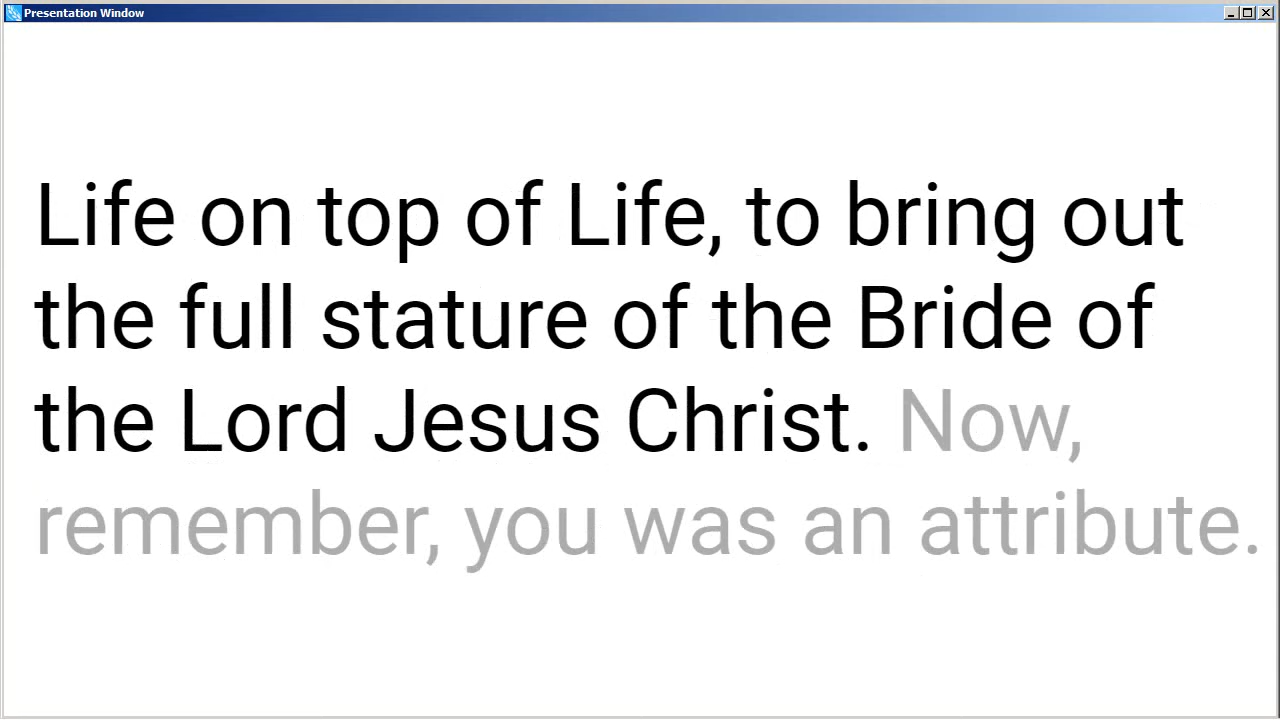 Presentation Window
Life on top of Life, to bring out
the full stature of the Bride of
the Lord Jesus Christ. Now,
remember, you was an attribute.